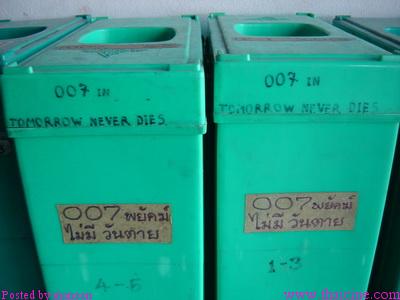 007 IN
TOMORROW NEVER DIES
007 พยัคฆ์
ไม่มี วันตาย
4-5
007 IN
TOMORROW NEVER DIES
007 พยัคฆ์
ไม่มี วันตาย
1-3